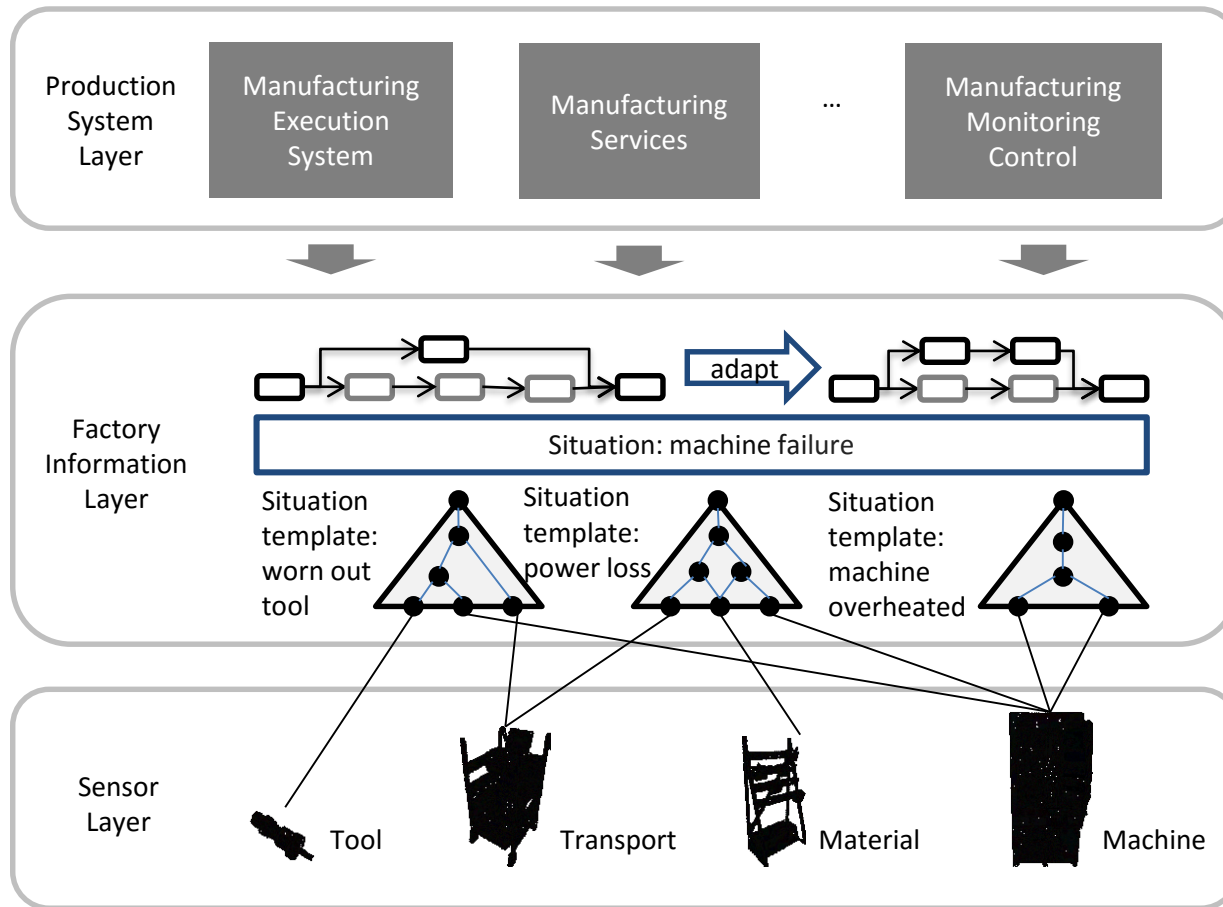 Production
System
Layer
Manufacturing
Execution
System
Manufacturing
Services
...
Manufacturing
Monitoring
Control
Factory
Information
Layer
adapt
Situation: machine failure
Situation
template:
worn out
tool
Situation
template:
power loss
Situation
template:
machine
overheated
Sensor
Layer
Tool
Transport
Material
Machine